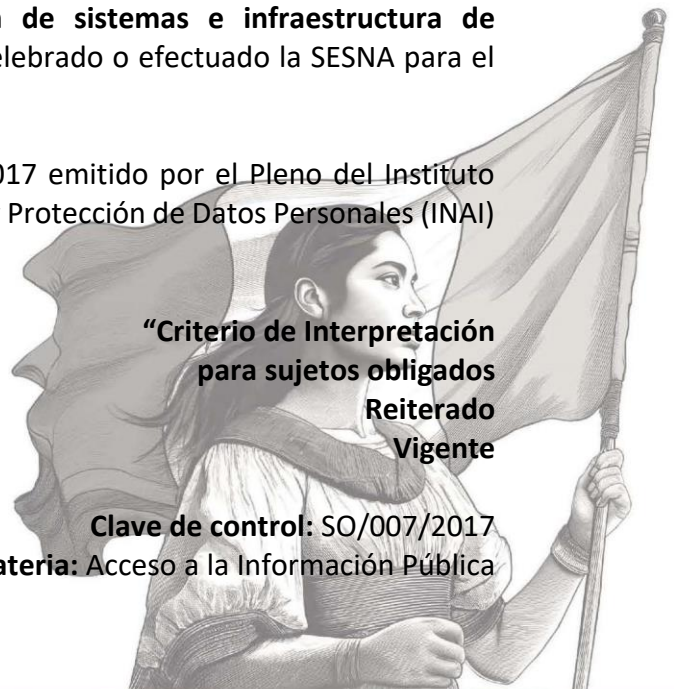 de sistemas e infraestructura de
elebrado o efectuado la SESNA para el
017 emitido por el Pleno del Instituto
Protección de Datos Personales (INAI)
“Criterio de Interpretación
para sujetos obligados
Reiterado
Vigente
Clave de control: SO/007/2017
ateria: Acceso a la Información Pública